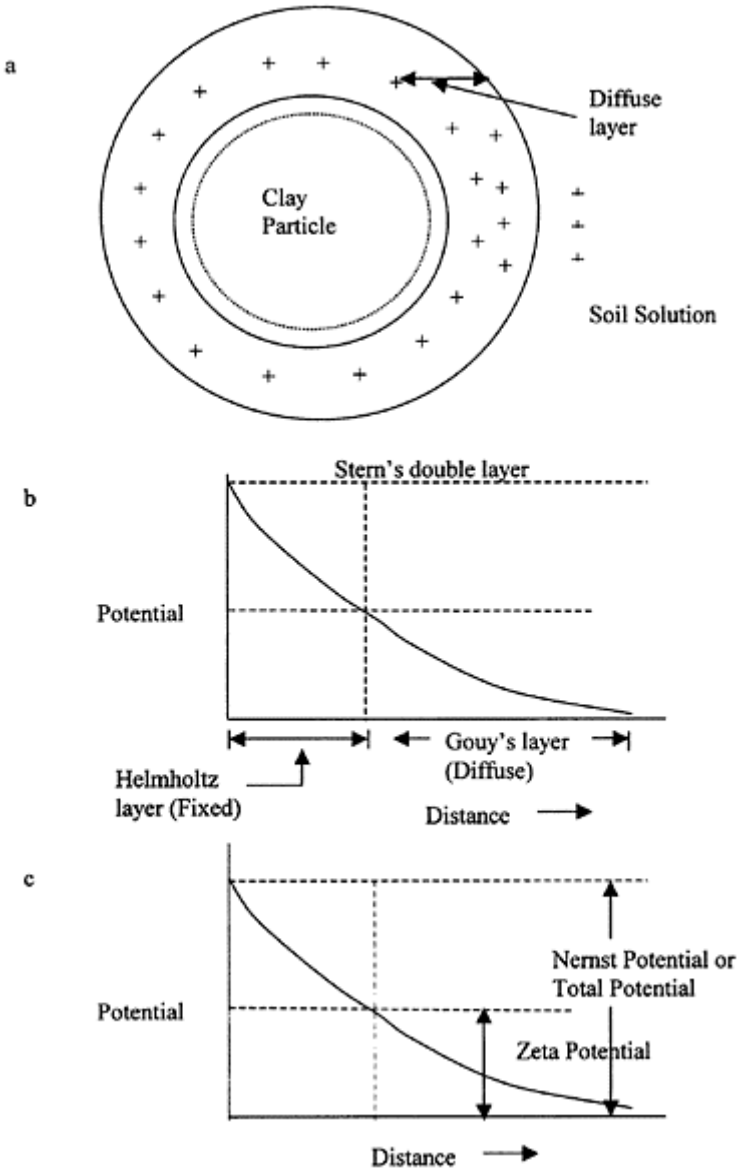 a
Diffuse
layer
Clay
Particle
Soil Solution
b
Stern's double layer
Potential
Gouy's layer
(Diffuse)
Helmholtz
layer (Fixed)
Distance
c
Nernst Potential or
Total Potential
Potential
Zeta Potential
Distance